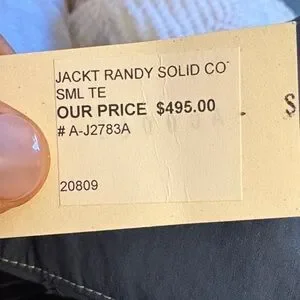 JACKT RANDY SOLID CO
SML TE
OUR PRICE $495.00
# A-J2783A
20809
S